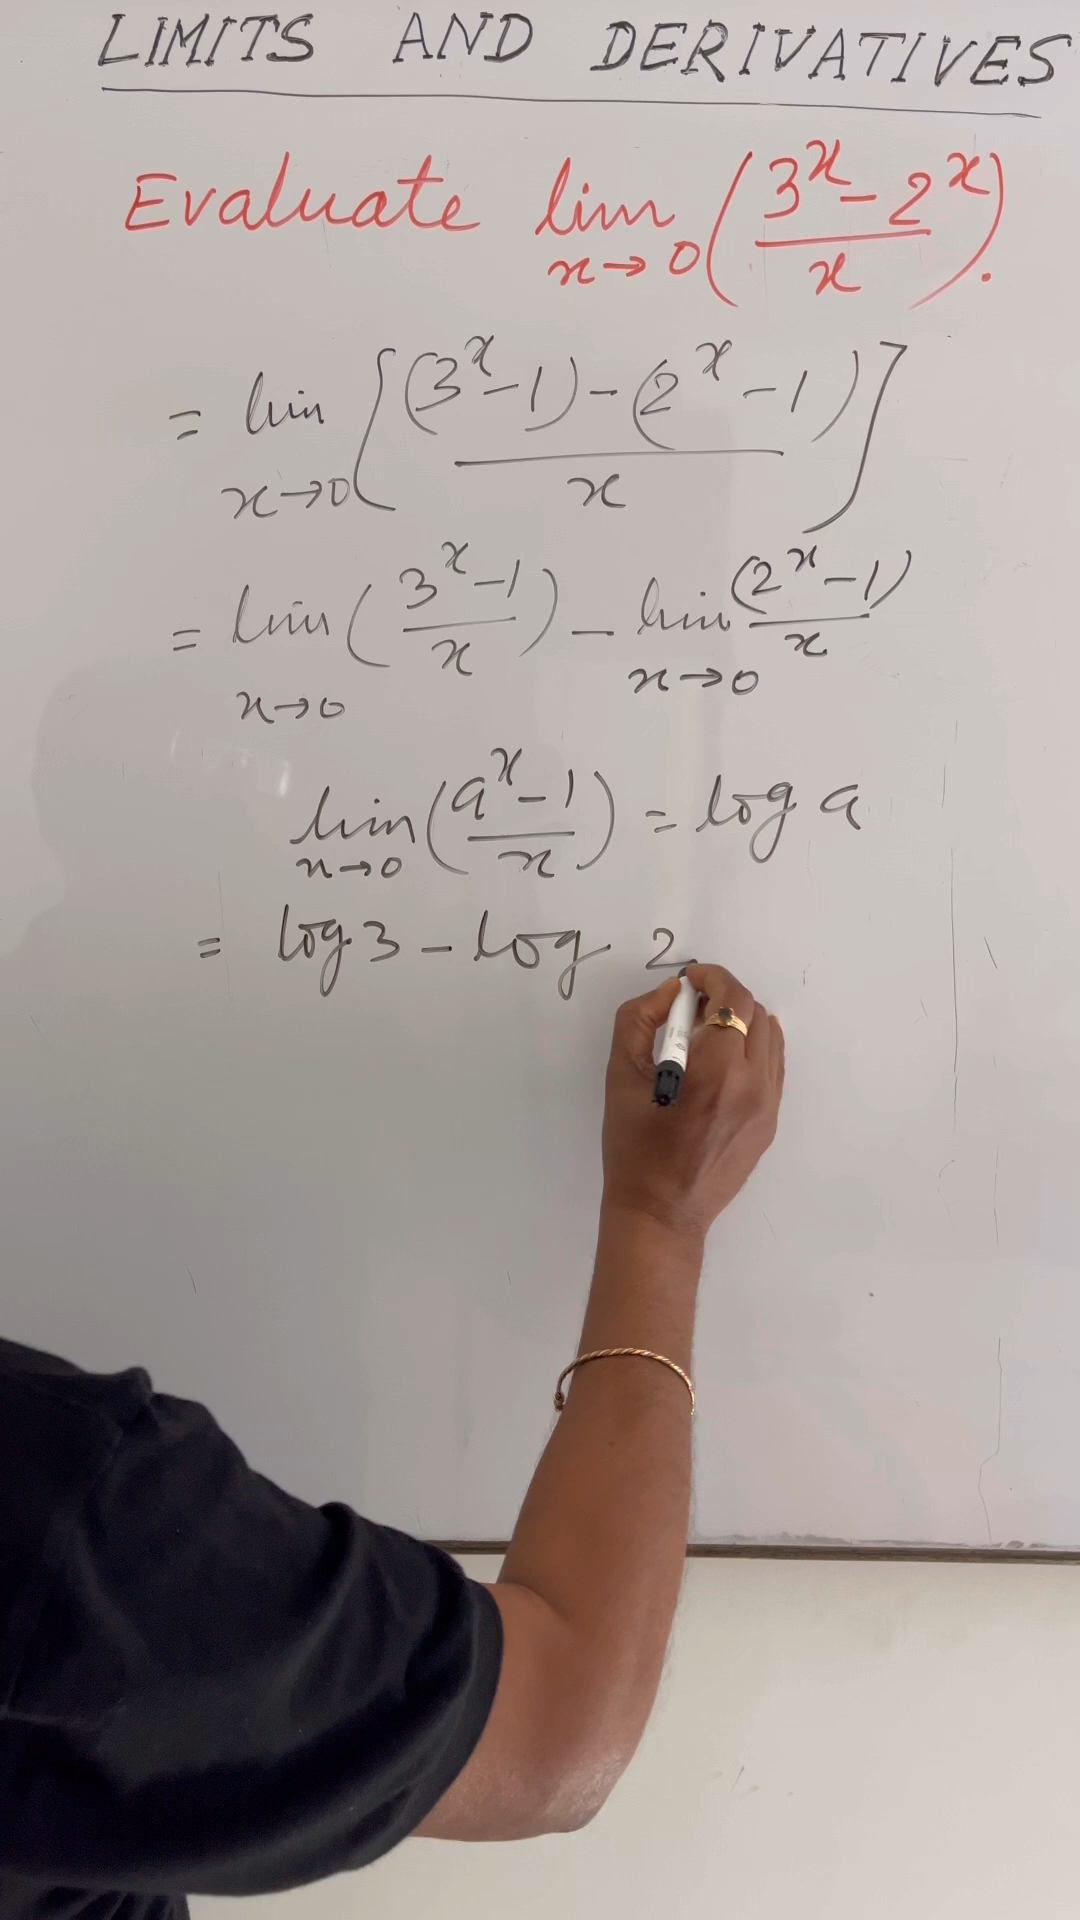 LIMITS AND DERIVATIVES
Evaluate lim x→0 (3^x - 2^x / x).
= lim x→0 [(3^x - 1) - (2^x - 1) / x]
= lim x→0 (3^x - 1 / x) - lim x→0 (2^x - 1) / x
lim x→0 (a^x - 1 / x) = log a
= log 3 - log 2